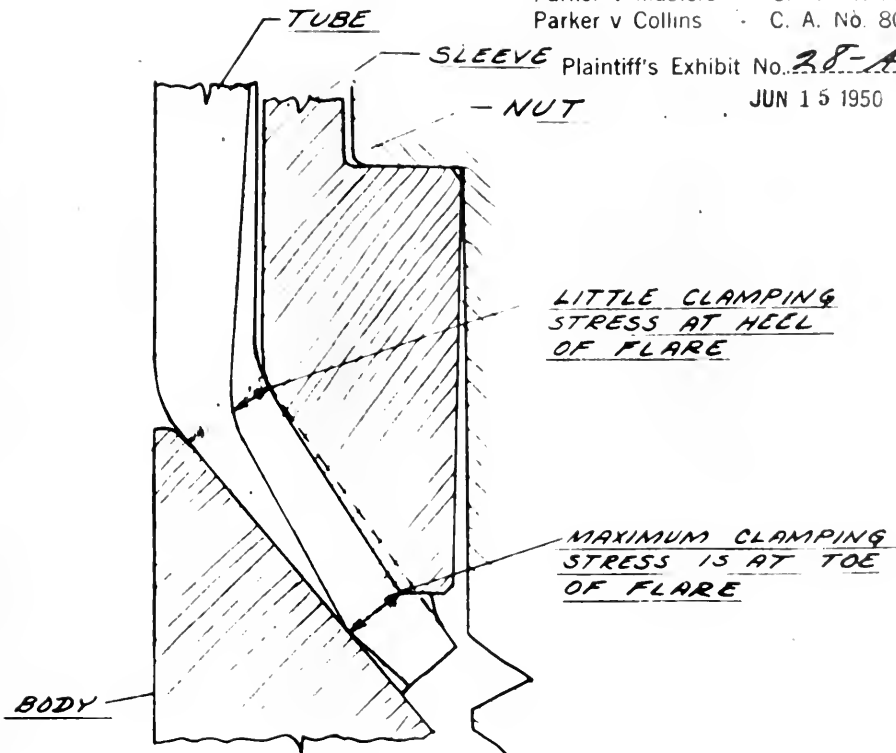 Parker v Collins - C. A. No. 80
Plaintiff's Exhibit No. 28-A
JUN 15 1950
TUBE
SLEEVE
NUT
LITTLE CLAMPING
STRESS AT HEEL
OF FLARE
MAXIMUM CLAMPING
STRESS IS AT TOE
OF FLARE
BODY